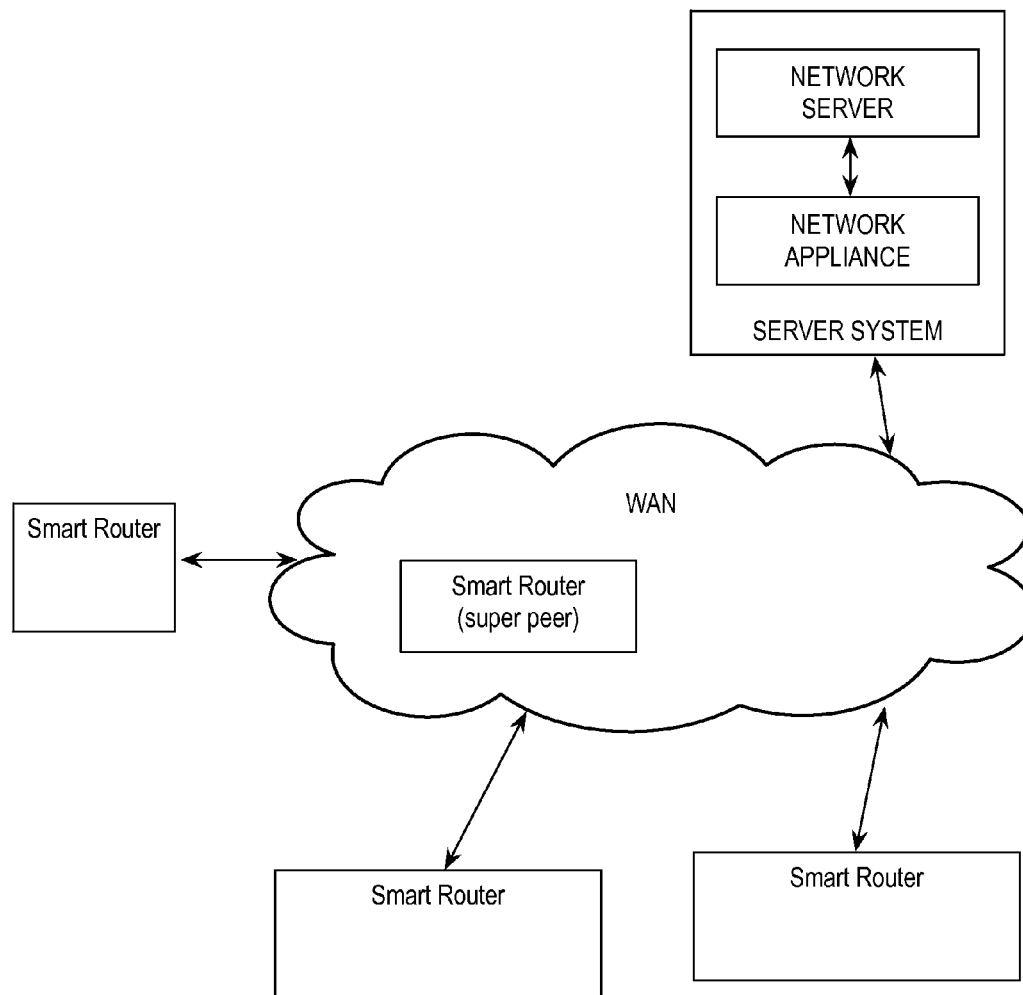 NETWORK
SERVER
NETWORK
APPLIANCE
SERVER SYSTEM
WAN
Smart Router
Smart Router
(super peer)
Smart Router
Smart Router